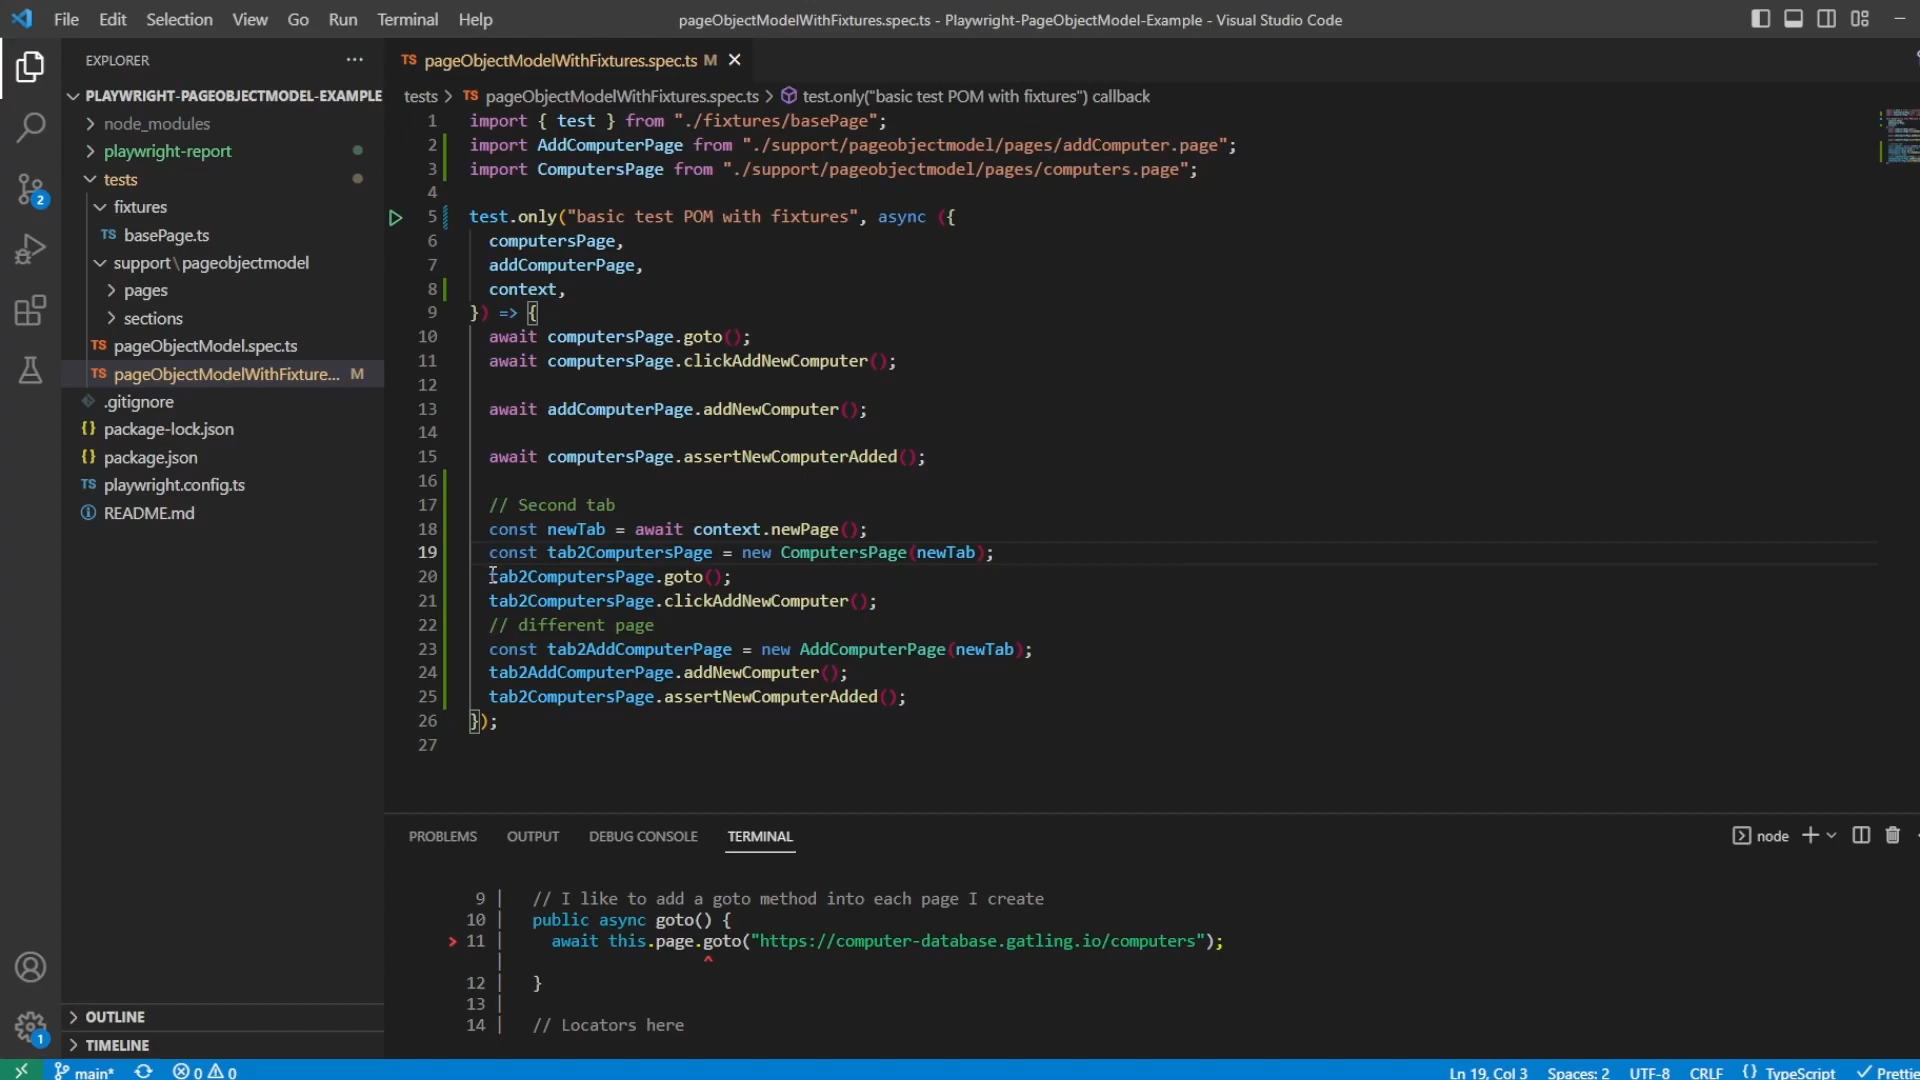 File Edit Selection View Go Run Terminal Help
pageObjectModelWithFixtures.spec.ts - Playwright-PageObjectModel-Example - Visual Studio Code
EXPLORER
PLAYWRIGHT-PAGEOBJECTMODEL-EXAMPLE
node_modules
playwright-report
tests
fixtures
TS basePage.ts
support\pageobjectmodel
pages
sections
TS pageObjectModel.spec.ts
TS pageObjectModelWithFixture... M
.gitignore
{} package-lock.json
{} package.json
TS playwright.config.ts
README.md
OUTLINE
TIMELINE
2
1
TS pageObjectModelWithFixtures.spec.ts M
tests > TS pageObjectModelWithFixtures.spec.ts > test.only("basic test POM with fixtures") callback
1 import { test } from "./fixtures/basePage";
2 import AddComputerPage from "./support/pageobjectmodel/pages/addComputer.page";
3 import ComputersPage from "./support/pageobjectmodel/pages/computers.page";
4
5 test.only("basic test POM with fixtures", async ({
6 computersPage,
7 addComputerPage,
8 context,
9 }) => {
10 await computersPage.goto();
11 await computersPage.clickAddNewComputer();
12
13 await addComputerPage.addNewComputer();
14
15 await computersPage.assertNewComputerAdded();
16
17 // Second tab
18 const newTab = await context.newPage();
19 const tab2ComputersPage = new ComputersPage(newTab);
20 tab2ComputersPage.goto();
21 tab2ComputersPage.clickAddNewComputer();
22 // different page
23 const tab2AddComputerPage = new AddComputerPage(newTab);
24 tab2AddComputerPage.addNewComputer();
25 tab2ComputersPage.assertNewComputerAdded();
26 });
27
PROBLEMS OUTPUT DEBUG CONSOLE TERMINAL
node
9 | // I like to add a goto method into each page I create
10 | public async goto() {
> 11 | await this.page.goto("https://computer-database.gatling.io/computers");
| ^
12 | }
13 |
14 | // Locators here
main* 0 0
Ln 19, Col 3 Spaces: 2 UTF-8 CRLF {} TypeScript Prettie